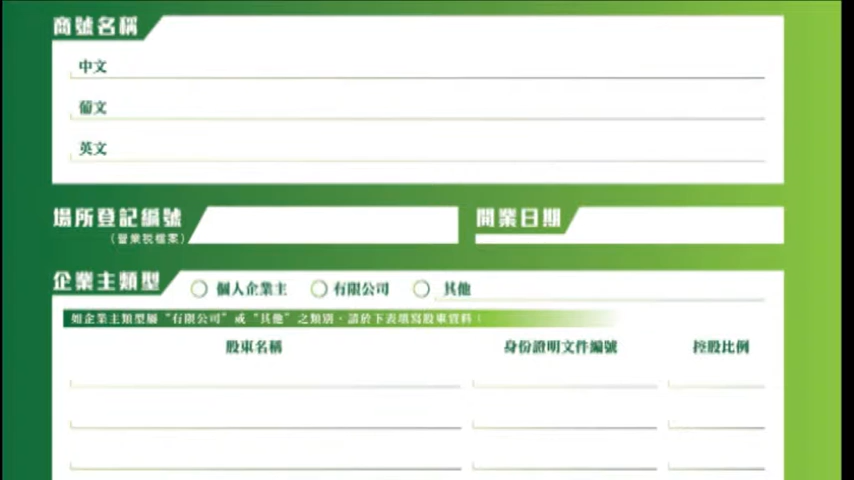 商號名稱
中文
葡文
英文
場所登記編號
(營業稅檔案)
開業日期
企業主類型
個人企業主 有限公司 其他
如企業主類型屬“有限公司”或“其他”之類別，請於下表填寫股東資料：
股東名稱 身份證明文件編號 控股比例